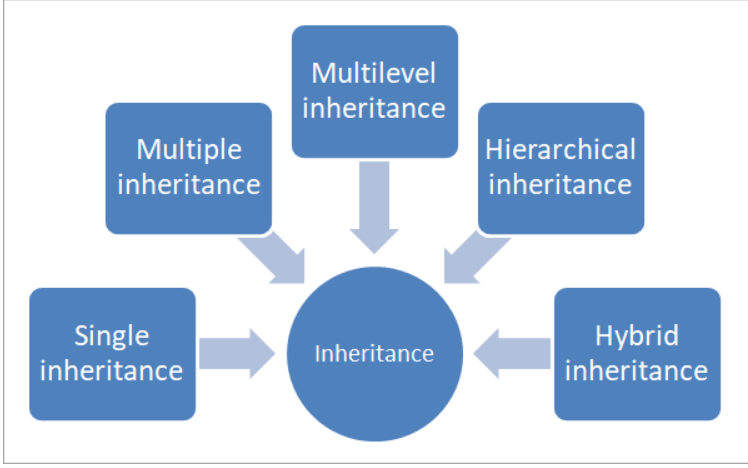 Multilevel
inheritance
Multiple
inheritance
Hierarchical
inheritance
Single
inheritance
Inheritance
Hybrid
inheritance